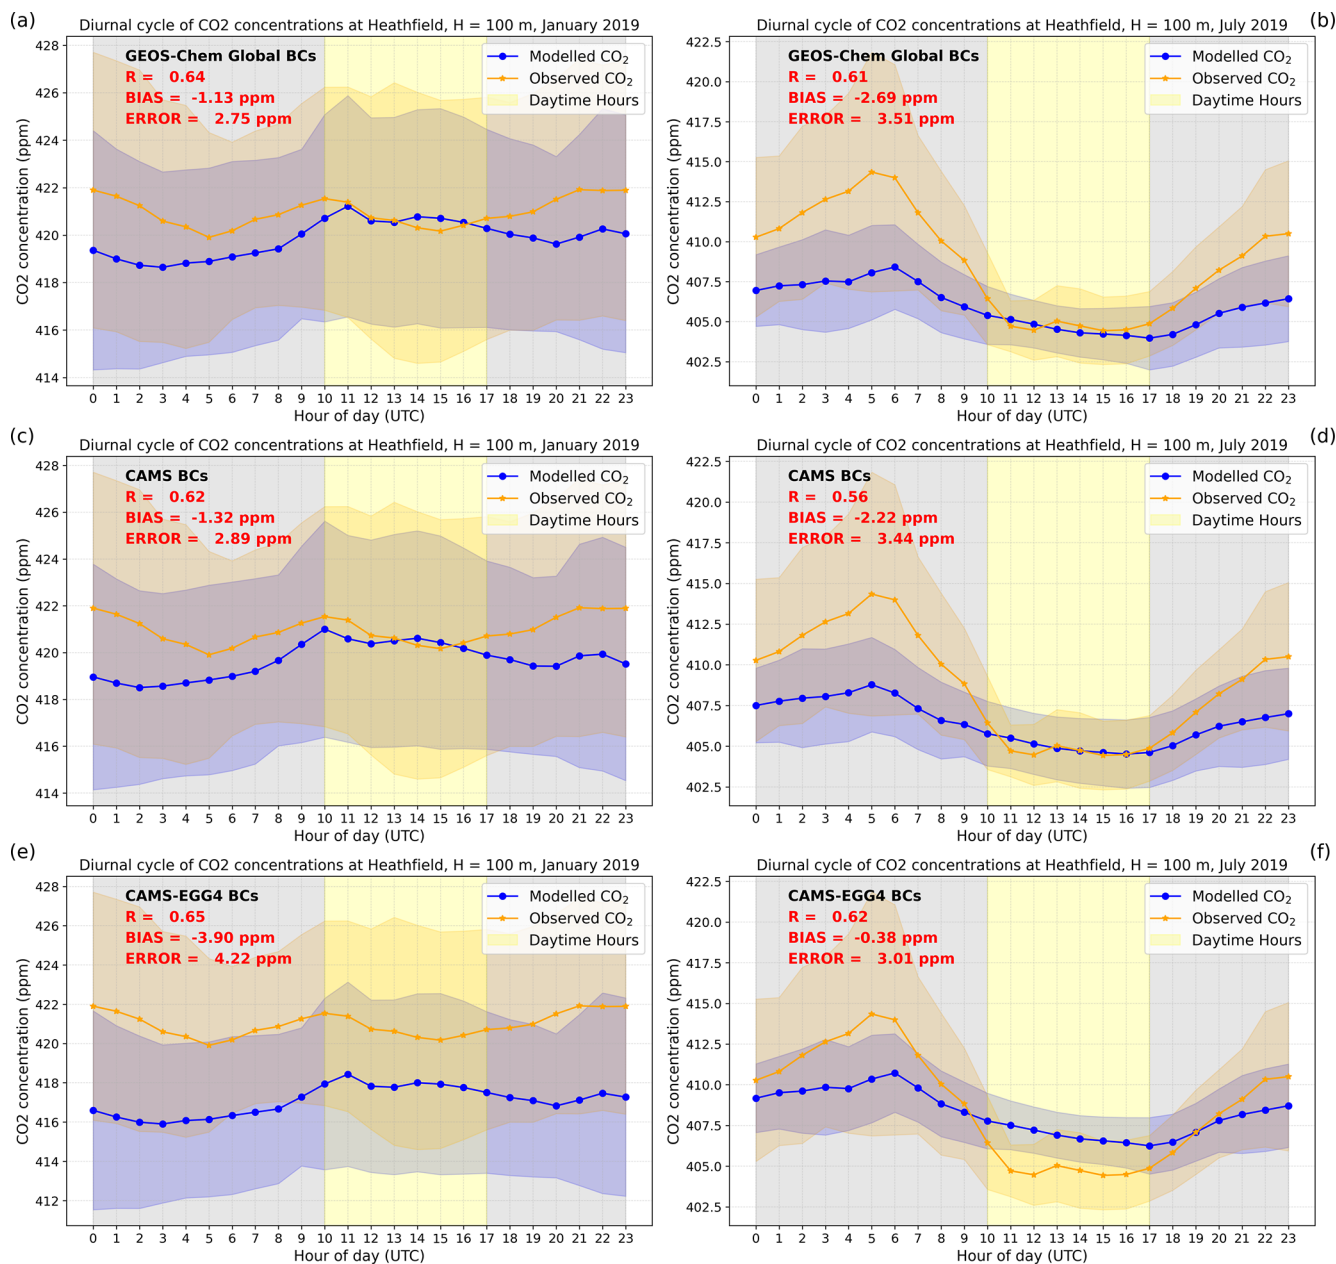 (a)
Diurnal cycle of CO2 concentrations at Heathfield, H = 100 m, January 2019
GEOS-Chem Global BCs
R = 0.64
BIAS = -1.13 ppm
ERROR = 2.75 ppm
Modelled CO₂
Observed CO₂
Daytime Hours
CO2 concentration (ppm)
428
426
424
422
420
418
416
414
0 1 2 3 4 5 6 7 8 9 10 11 12 13 14 15 16 17 18 19 20 21 22 23
Hour of day (UTC)
(b)
Diurnal cycle of CO2 concentrations at Heathfield, H = 100 m, July 2019
GEOS-Chem Global BCs
R = 0.61
BIAS = -2.69 ppm
ERROR = 3.51 ppm
Modelled CO₂
Observed CO₂
Daytime Hours
CO2 concentration (ppm)
422.5
420.0
417.5
415.0
412.5
410.0
407.5
405.0
402.5
0 1 2 3 4 5 6 7 8 9 10 11 12 13 14 15 16 17 18 19 20 21 22 23
Hour of day (UTC)
(c)
Diurnal cycle of CO2 concentrations at Heathfield, H = 100 m, January 2019
CAMS BCs
R = 0.62
BIAS = -1.32 ppm
ERROR = 2.89 ppm
Modelled CO₂
Observed CO₂
Daytime Hours
CO2 concentration (ppm)
428
426
424
422
420
418
416
414
0 1 2 3 4 5 6 7 8 9 10 11 12 13 14 15 16 17 18 19 20 21 22 23
Hour of day (UTC)
(d)
Diurnal cycle of CO2 concentrations at Heathfield, H = 100 m, July 2019
CAMS BCs
R = 0.56
BIAS = -2.22 ppm
ERROR = 3.44 ppm
Modelled CO₂
Observed CO₂
Daytime Hours
CO2 concentration (ppm)
422.5
420.0
417.5
415.0
412.5
410.0
407.5
405.0
402.5
0 1 2 3 4 5 6 7 8 9 10 11 12 13 14 15 16 17 18 19 20 21 22 23
Hour of day (UTC)
(e)
Diurnal cycle of CO2 concentrations at Heathfield, H = 100 m, January 2019
CAMS-EGG4 BCs
R = 0.65
BIAS = -3.90 ppm
ERROR = 4.22 ppm
Modelled CO₂
Observed CO₂
Daytime Hours
CO2 concentration (ppm)
428
426
424
422
420
418
416
414
412
0 1 2 3 4 5 6 7 8 9 10 11 12 13 14 15 16 17 18 19 20 21 22 23
Hour of day (UTC)
(f)
Diurnal cycle of CO2 concentrations at Heathfield, H = 100 m, July 2019
CAMS-EGG4 BCs
R = 0.62
BIAS = -0.38 ppm
ERROR = 3.01 ppm
Modelled CO₂
Observed CO₂
Daytime Hours
CO2 concentration (ppm)
422.5
420.0
417.5
415.0
412.5
410.0
407.5
405.0
402.5
0 1 2 3 4 5 6 7 8 9 10 11 12 13 14 15 16 17 18 19 20 21 22 23
Hour of day (UTC)